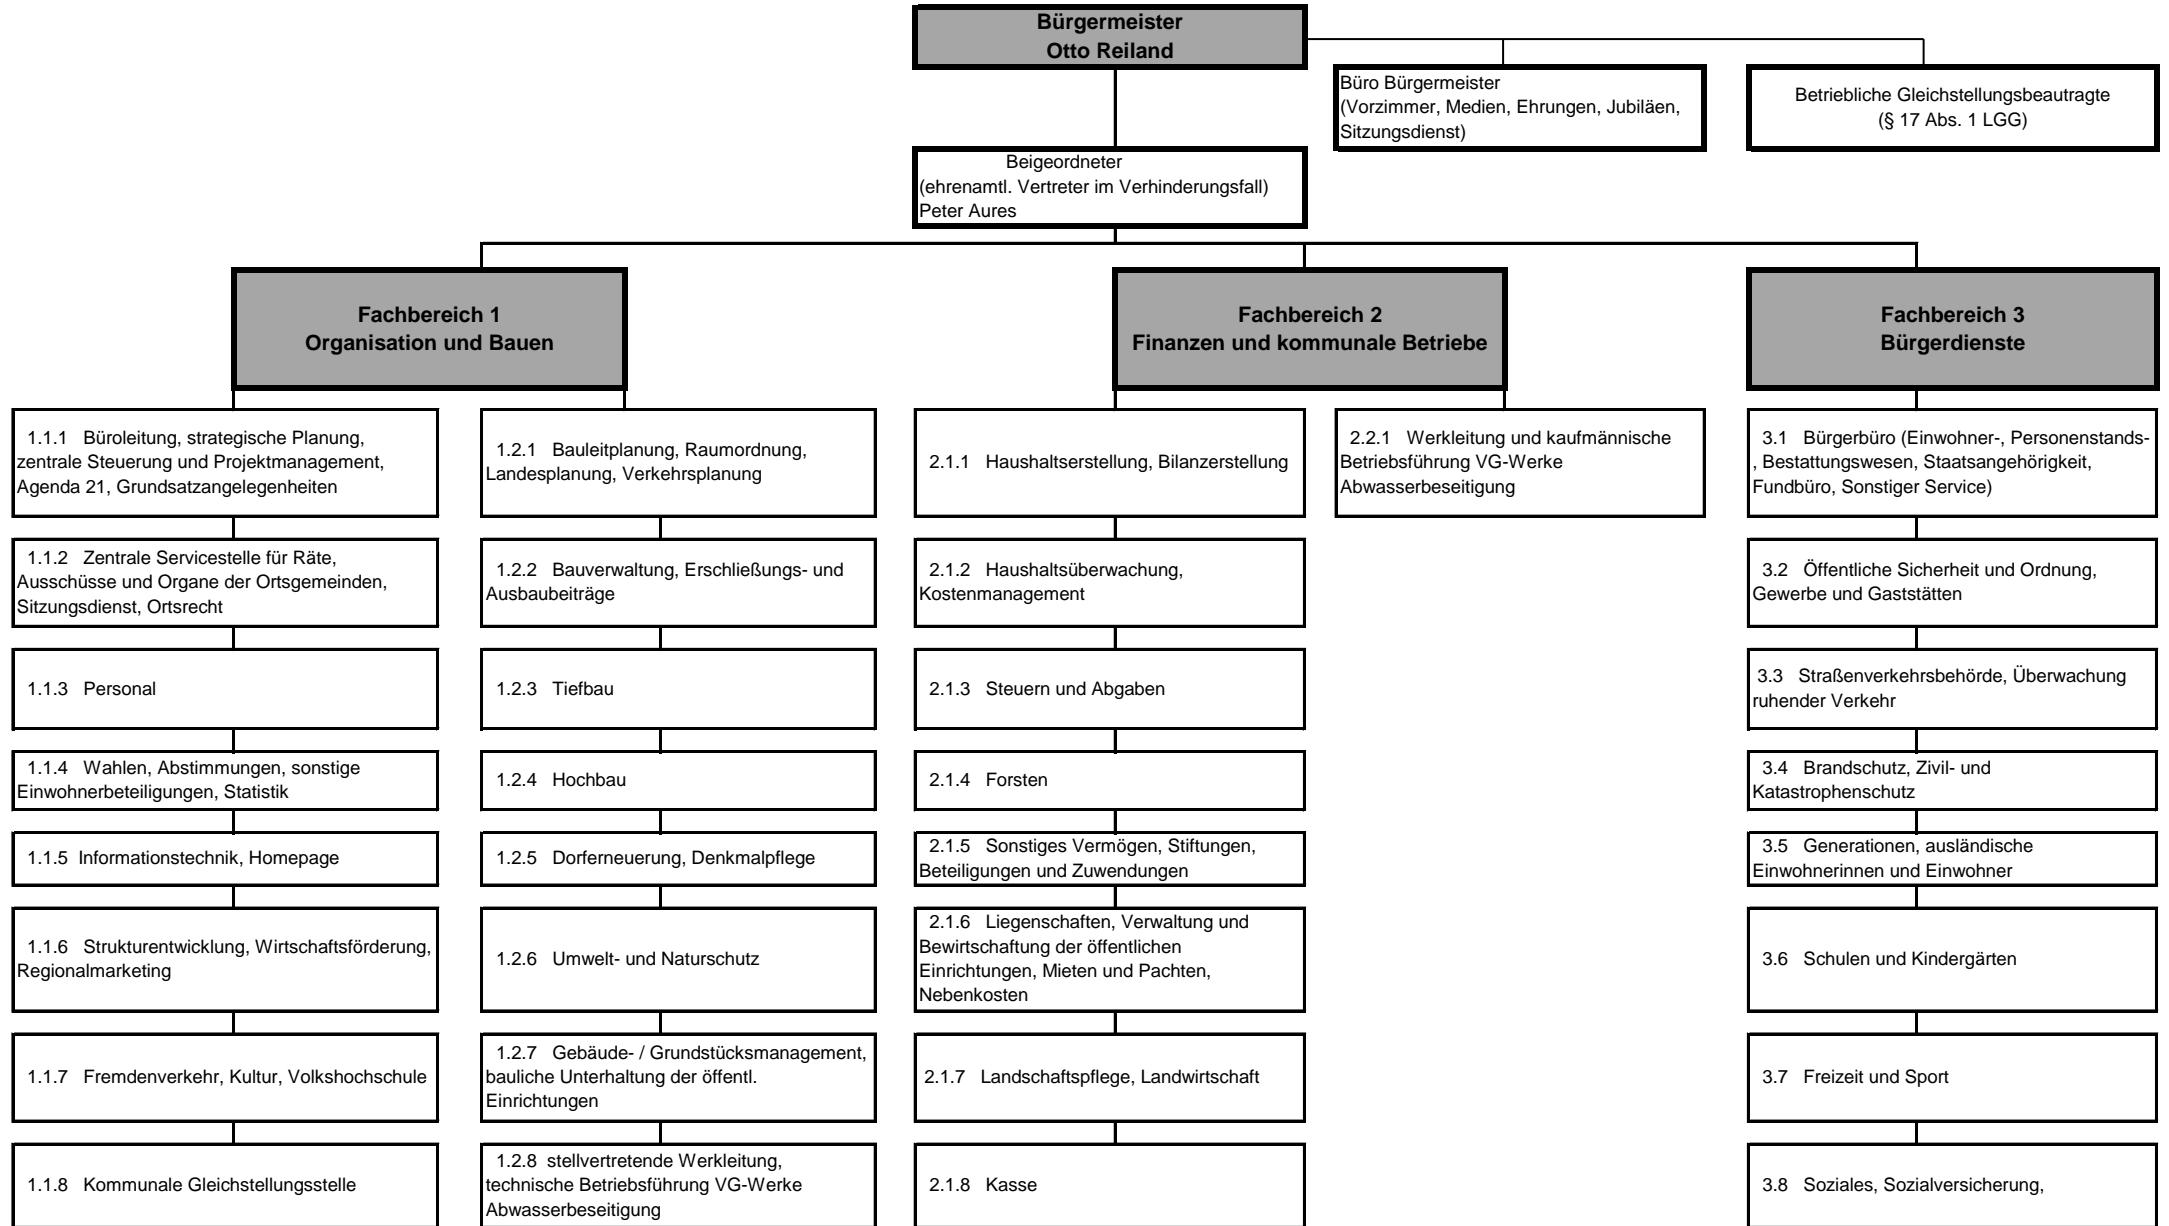 Bürgermeister
Otto Reiland
Büro Bürgermeister
(Vorzimmer, Medien, Ehrungen, Jubiläen,
Sitzungsdienst)
Betriebliche Gleichstellungsbeautragte
(§ 17 Abs. 1 LGG)
Beigeordneter
(ehrenamtl. Vertreter im Verhinderungsfall)
Peter Aures
Fachbereich 1
Organisation und Bauen
Fachbereich 2
Finanzen und kommunale Betriebe
Fachbereich 3
Bürgerdienste
1.1.1 Büroleitung, strategische Planung,
zentrale Steuerung und Projektmanagement,
Agenda 21, Grundsatzangelegenheiten
1.2.1 Bauleitplanung, Raumordnung,
Landesplanung, Verkehrsplanung
2.1.1 Haushaltserstellung, Bilanzerstellung
2.2.1 Werkleitung und kaufmännische
Betriebsführung VG-Werke
Abwasserbeseitigung
3.1 Bürgerbüro (Einwohner-, Personenstands-
, Bestattungswesen, Staatsangehörigkeit,
Fundbüro, Sonstiger Service)
1.1.2 Zentrale Servicestelle für Räte,
Ausschüsse und Organe der Ortsgemeinden,
Sitzungsdienst, Ortsrecht
1.2.2 Bauverwaltung, Erschließungs- und
Ausbaubeiträge
2.1.2 Haushaltsüberwachung,
Kostenmanagement
3.2 Öffentliche Sicherheit und Ordnung,
Gewerbe und Gaststätten
1.1.3 Personal
1.2.3 Tiefbau
2.1.3 Steuern und Abgaben
3.3 Straßenverkehrsbehörde, Überwachung
ruhender Verkehr
1.1.4 Wahlen, Abstimmungen, sonstige
Einwohnerbeteiligungen, Statistik
1.2.4 Hochbau
2.1.4 Forsten
3.4 Brandschutz, Zivil- und
Katastrophenschutz
1.1.5 Informationstechnik, Homepage
1.2.5 Dorferneuerung, Denkmalpflege
2.1.5 Sonstiges Vermögen, Stiftungen,
Beteiligungen und Zuwendungen
3.5 Generationen, ausländische
Einwohnerinnen und Einwohner
1.1.6 Strukturentwicklung, Wirtschaftsförderung,
Regionalmarketing
1.2.6 Umwelt- und Naturschutz
2.1.6 Liegenschaften, Verwaltung und
Bewirtschaftung der öffentlichen
Einrichtungen, Mieten und Pachten,
Nebenkosten
3.6 Schulen und Kindergärten
1.1.7 Fremdenverkehr, Kultur, Volkshochschule
1.2.7 Gebäude- / Grundstücksmanagement,
bauliche Unterhaltung der öffentl.
Einrichtungen
2.1.7 Landschaftspflege, Landwirtschaft
3.7 Freizeit und Sport
1.1.8 Kommunale Gleichstellungsstelle
1.2.8 stellvertretende Werkleitung,
technische Betriebsführung VG-Werke
Abwasserbeseitigung
2.1.8 Kasse
3.8 Soziales, Sozialversicherung,